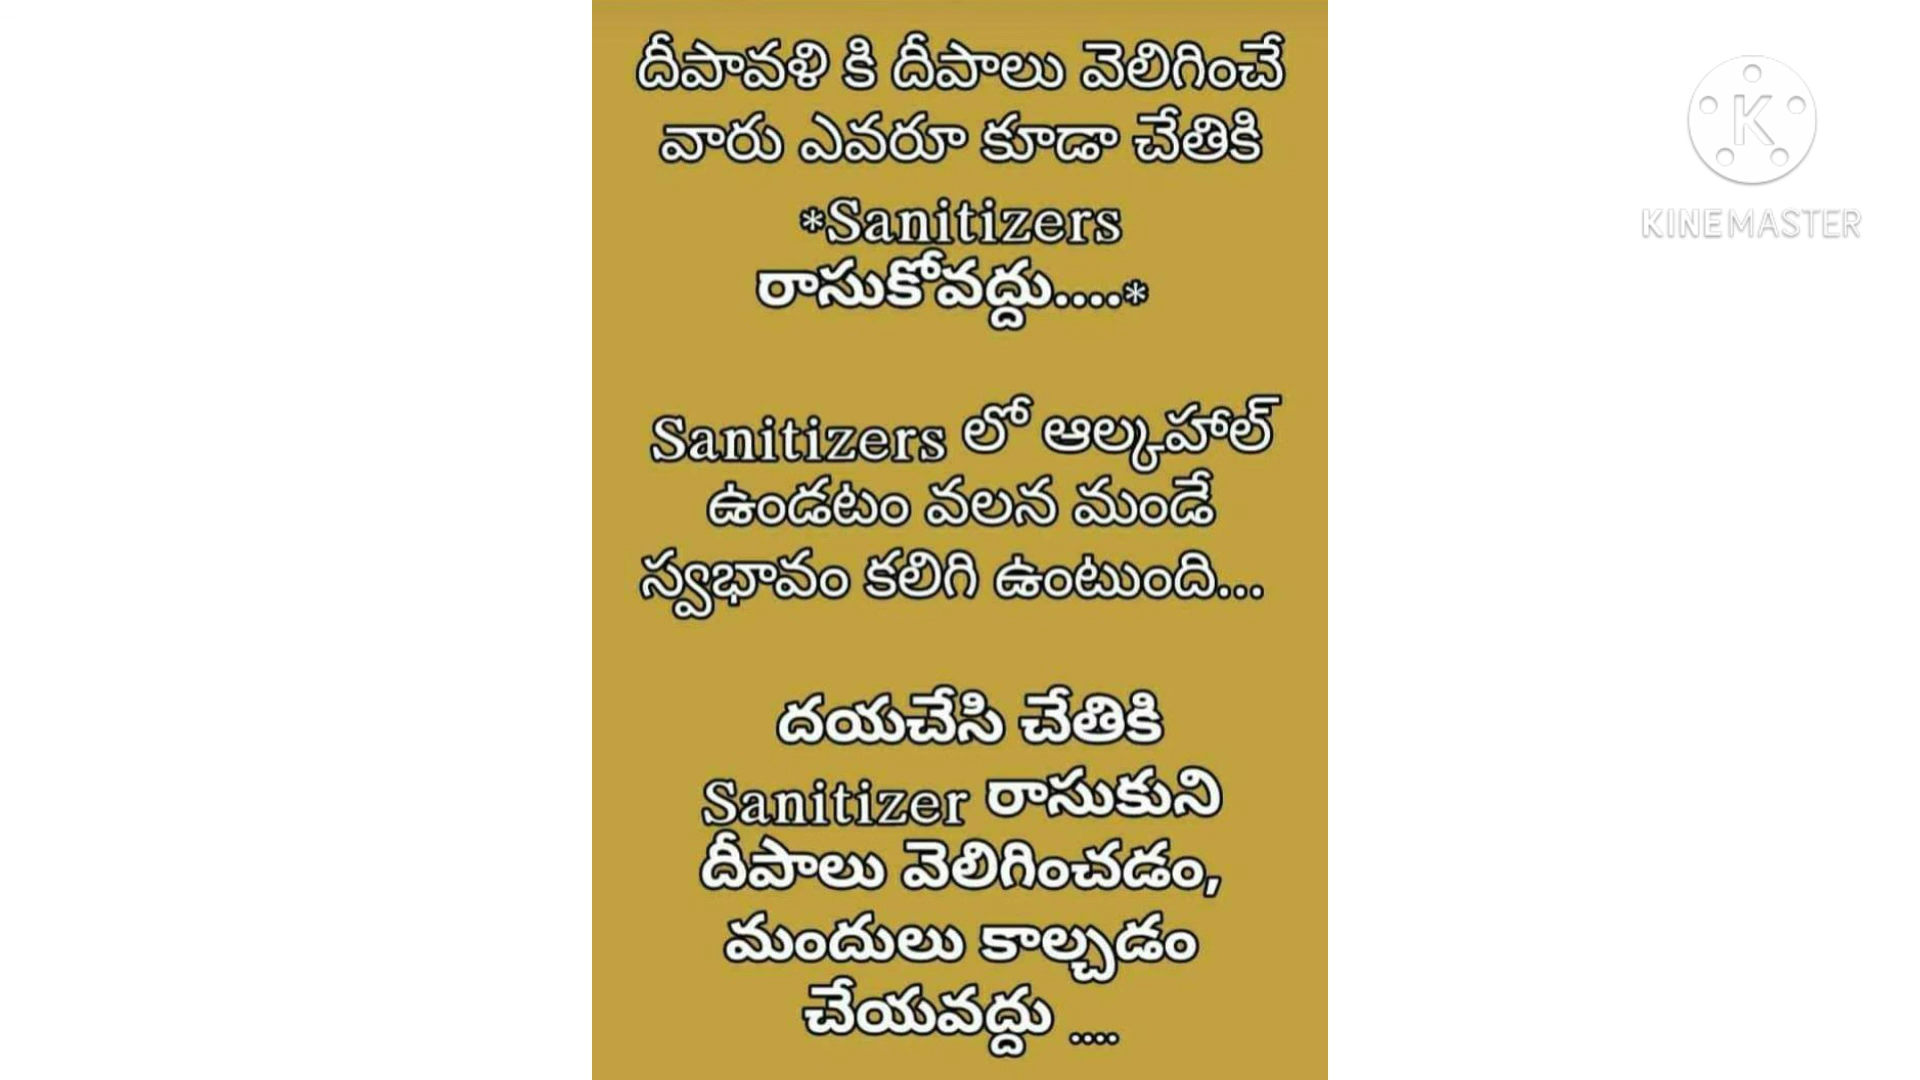 దీపావళి కి దీపాలు వెలిగించే
వారు ఎవరూ కూడా చేతికి
*Sanitizers
రాసుకోవద్దు....*
Sanitizers లో ఆల్కహాల్
ఉండటం వలన మండే
స్వభావం కలిగి ఉంటుంది...
దయచేసి చేతికి
Sanitizer రాసుకుని
దీపాలు వెలిగించడం,
మందులు కాల్చడం
చేయవద్దు ....
K
KINEMASTER